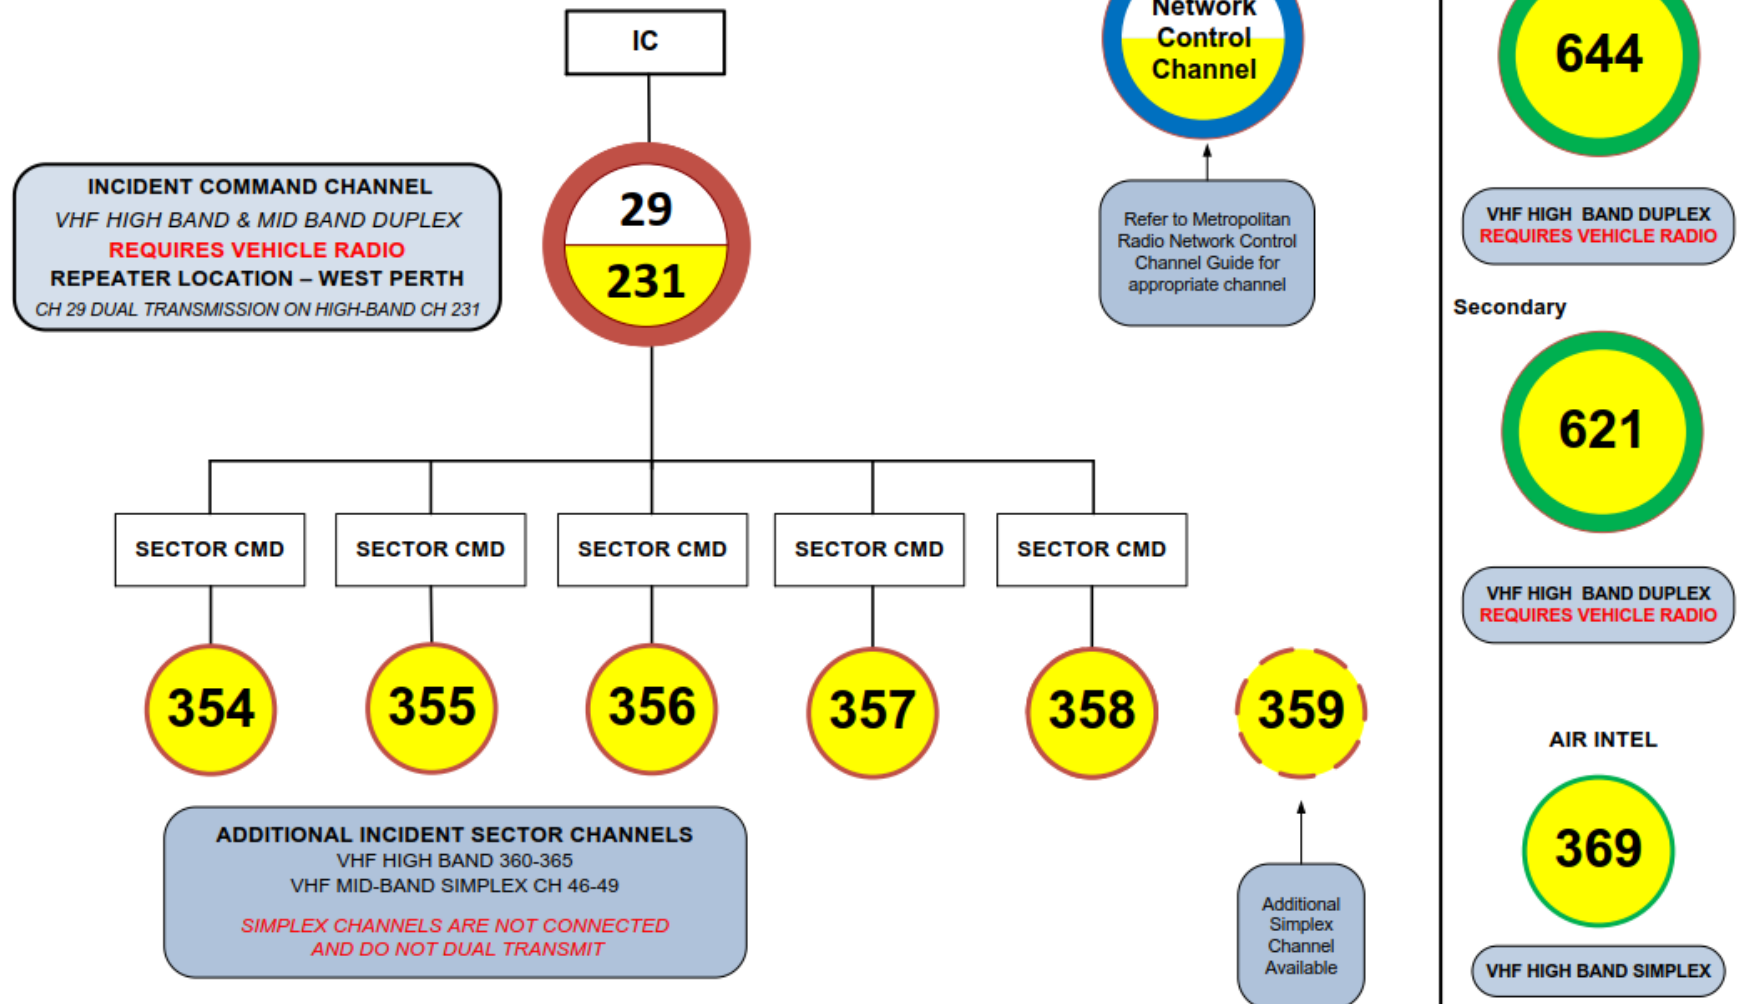 IC
Network
Control
Channel
644
INCIDENT COMMAND CHANNEL
VHF HIGH BAND & MID BAND DUPLEX
REQUIRES VEHICLE RADIO
REPEATER LOCATION – WEST PERTH
CH 29 DUAL TRANSMISSION ON HIGH-BAND CH 231
29
231
Refer to Metropolitan
Radio Network Control
Channel Guide for
appropriate channel
VHF HIGH BAND DUPLEX
REQUIRES VEHICLE RADIO
Secondary
621
VHF HIGH BAND DUPLEX
REQUIRES VEHICLE RADIO
SECTOR CMD
SECTOR CMD
SECTOR CMD
SECTOR CMD
SECTOR CMD
354
355
356
357
358
359
AIR INTEL
369
VHF HIGH BAND SIMPLEX
ADDITIONAL INCIDENT SECTOR CHANNELS
VHF HIGH BAND 360-365
VHF MID-BAND SIMPLEX CH 46-49
SIMPLEX CHANNELS ARE NOT CONNECTED
AND DO NOT DUAL TRANSMIT
Additional
Simplex
Channel
Available